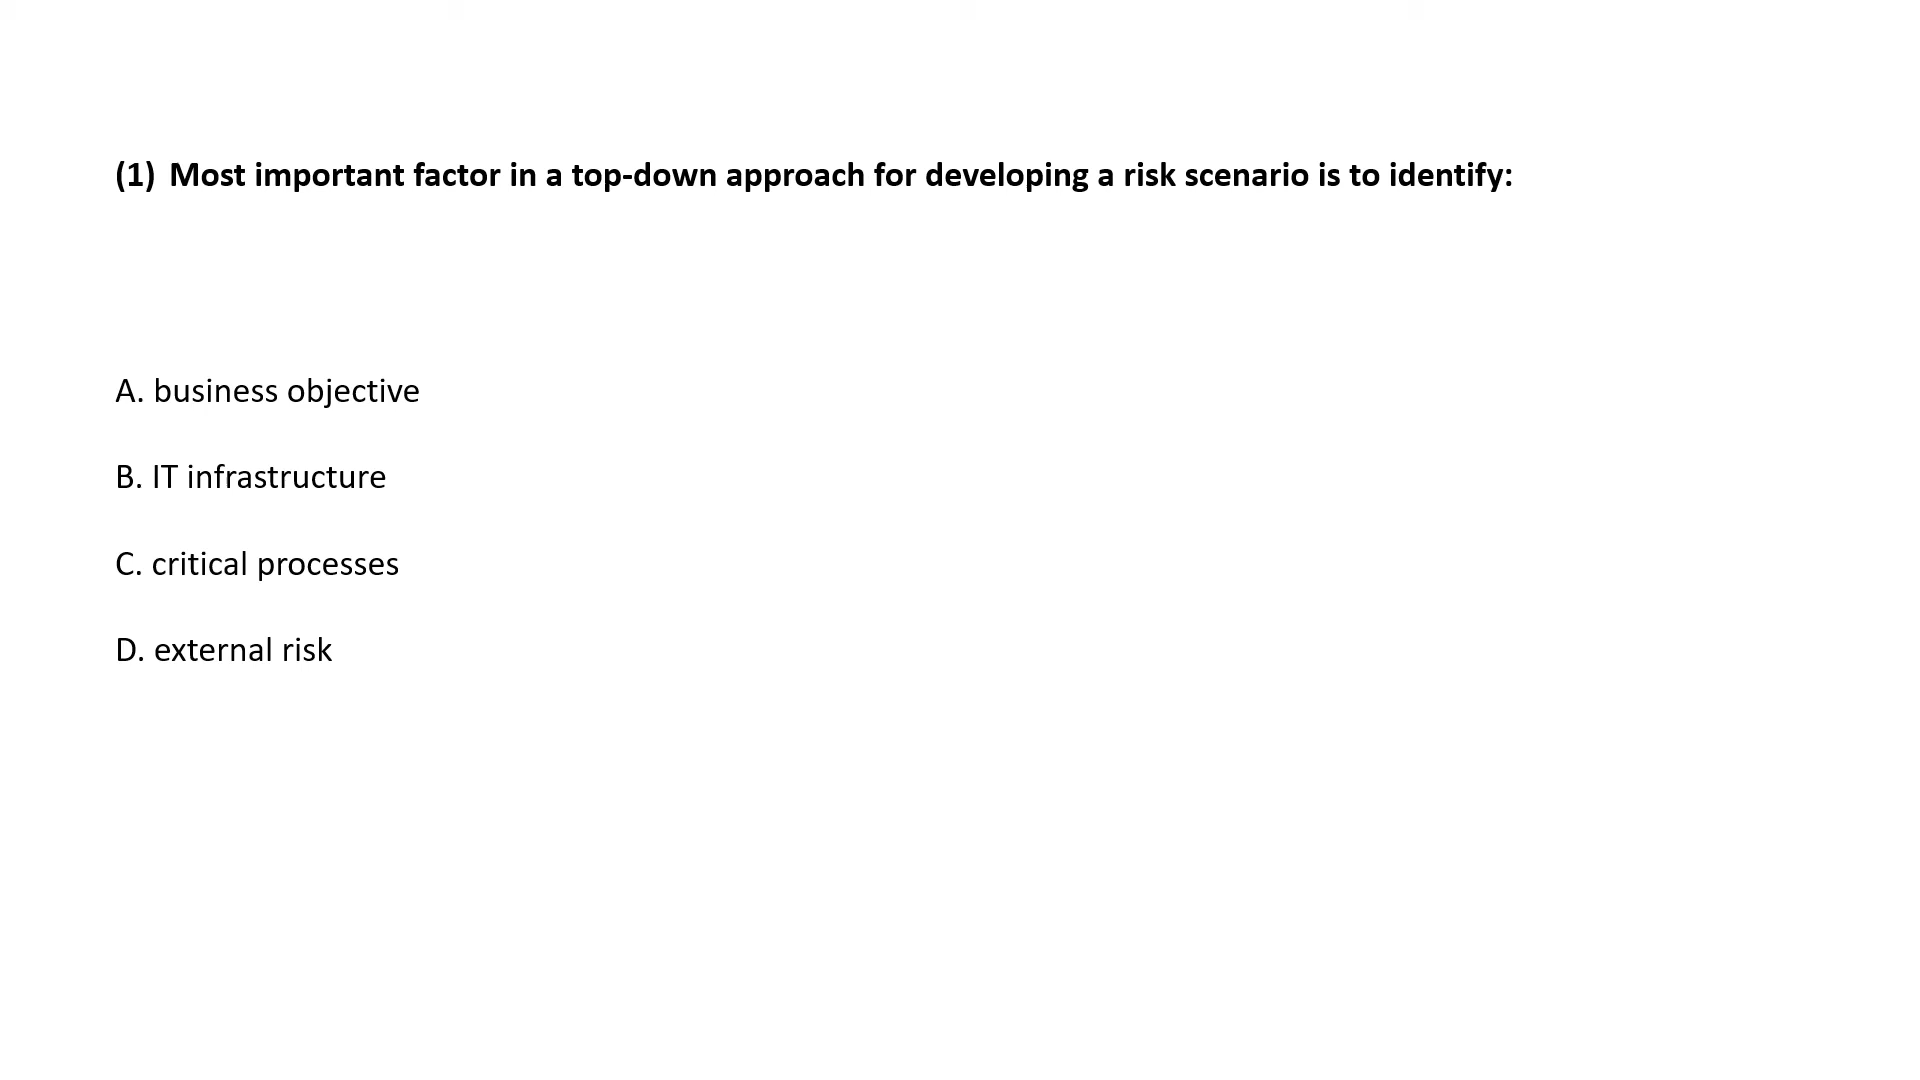 (1) Most important factor in a top-down approach for developing a risk scenario is to identify:
A. business objective
B. IT infrastructure
C. critical processes
D. external risk